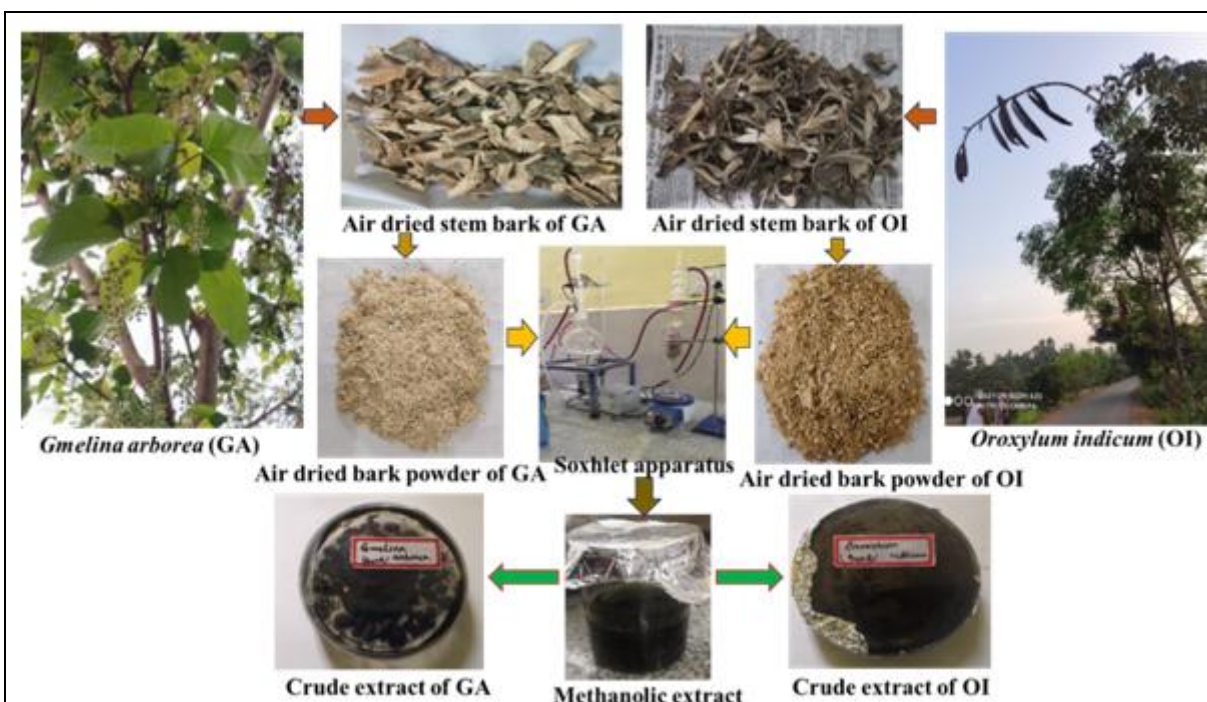 Air dried stem bark of GA
Air dried stem bark of OI
Gmelina arborea (GA)
Oroxylum indicum (OI)
Air dried bark powder of GA
Soxhlet apparatus
Air dried bark powder of OI
Gmelina
Crude extract of GA
Methanolic extract
Crude extract of OI